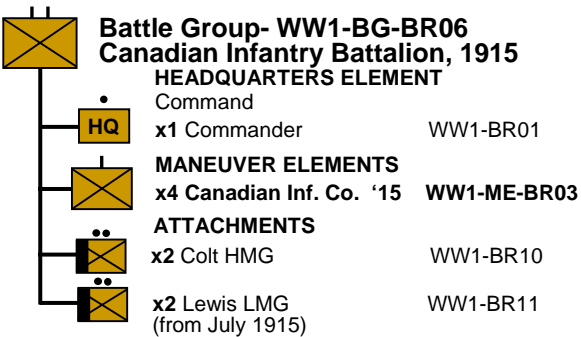 Battle Group- WW1-BG-BR06
Canadian Infantry Battalion, 1915
HEADQUARTERS ELEMENT
Command
HQ x1 Commander WW1-BR01
MANEUVER ELEMENTS
x4 Canadian Inf. Co. ‘15 WW1-ME-BR03
ATTACHMENTS
x2 Colt HMG WW1-BR10
x2 Lewis LMG WW1-BR11
(from July 1915)